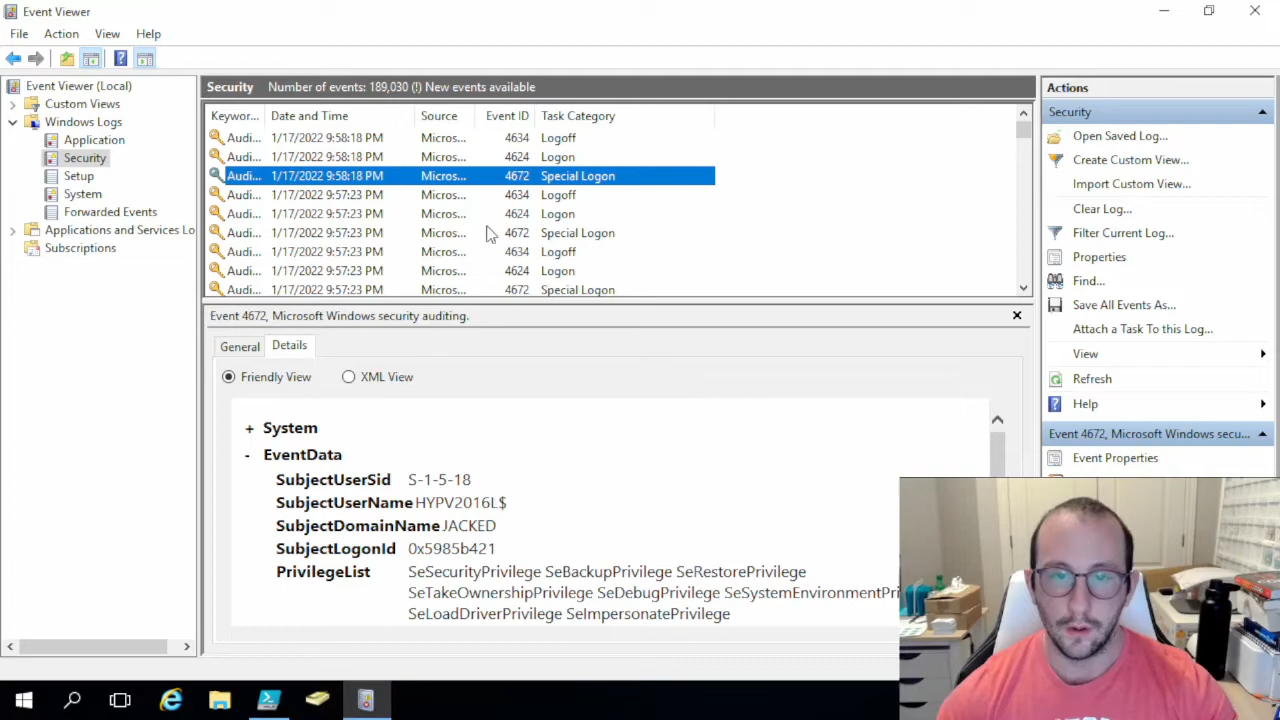 Event Viewer
File Action View Help
Event Viewer (Local)
Custom Views
Windows Logs
Application
Security
Setup
System
Forwarded Events
Applications and Services Lo
Subscriptions
Security Number of events: 189,030 (!) New events available
Keywor... Date and Time Source Event ID Task Category
Audi... 1/17/2022 9:58:18 PM Micros... 4634 Logoff
Audi... 1/17/2022 9:58:18 PM Micros... 4624 Logon
Audi... 1/17/2022 9:58:18 PM Micros... 4672 Special Logon
Audi... 1/17/2022 9:57:23 PM Micros... 4634 Logoff
Audi... 1/17/2022 9:57:23 PM Micros... 4624 Logon
Audi... 1/17/2022 9:57:23 PM Micros... 4672 Special Logon
Audi... 1/17/2022 9:57:23 PM Micros... 4634 Logoff
Audi... 1/17/2022 9:57:23 PM Micros... 4624 Logon
Audi... 1/17/2022 9:57:23 PM Micros... 4672 Special Logon
Event 4672, Microsoft Windows security auditing.
General Details
Friendly View XML View
+ System
- EventData
SubjectUserSid S-1-5-18
SubjectUserName HYPV2016L$
SubjectDomainName JACKED
SubjectLogonId 0x5985b421
PrivilegeList SeSecurityPrivilege SeBackupPrivilege SeRestorePrivilege
SeTakeOwnershipPrivilege SeDebugPrivilege SeSystemEnvironmentPri
SeLoadDriverPrivilege SeImpersonatePrivilege
Actions
Security
Open Saved Log...
Create Custom View...
Import Custom View...
Clear Log...
Filter Current Log...
Properties
Find...
Save All Events As...
Attach a Task To this Log...
View
Refresh
Help
Event 4672, Microsoft Windows secu...
Event Properties